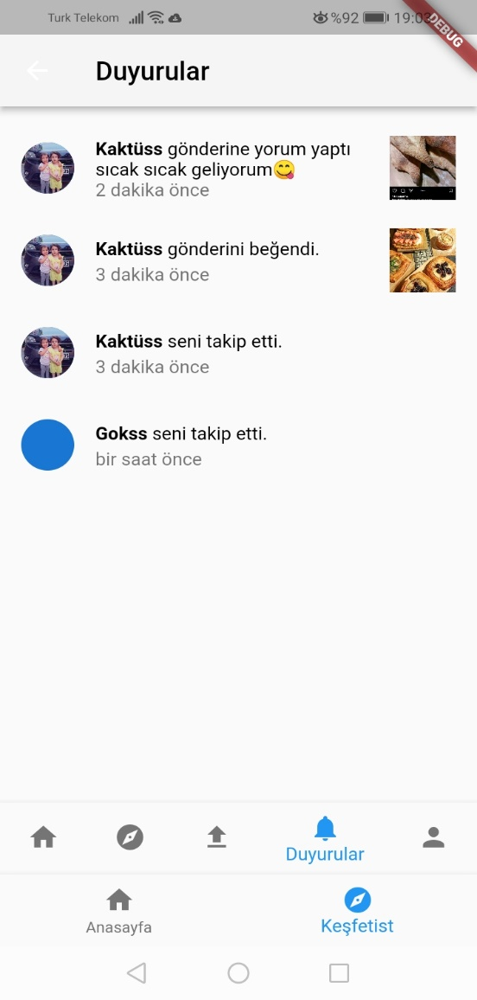 Turk Telekom %92 19:03
DEBUG
Duyurular
Kaktüss gönderine yorum yaptı
sıcak sıcak geliyorum😋
2 dakika önce
Kaktüss gönderini beğendi.
3 dakika önce
Kaktüss seni takip etti.
3 dakika önce
Gokss seni takip etti.
bir saat önce
Duyurular
Anasayfa Keşfetist